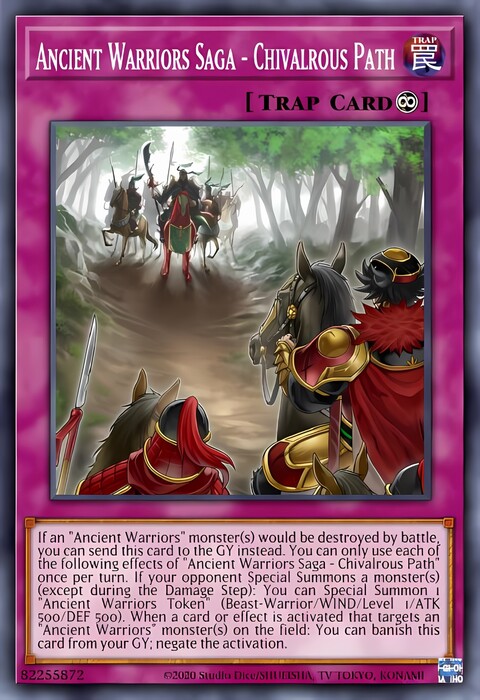 ANCIENT WARRIORS SAGA - CHIVALROUS PATH
TRAP
罠
[TRAP CARD♾]
If an "Ancient Warriors" monster(s) would be destroyed by battle,
you can send this card to the GY instead. You can only use each of
the following effects of "Ancient Warriors Saga - Chivalrous Path"
once per turn. If your opponent Special Summons a monster(s)
(except during the Damage Step): You can Special Summon 1
"Ancient Warriors Token" (Beast-Warrior/WIND/Level 1/ATK
500/DEF 500). When a card or effect is activated that targets an
"Ancient Warriors" monster(s) on the field: You can banish this
card from your GY; negate the activation.
82255872
©2020 Studio Dice/SHUEISHA, TV TOKYO, KONAMI